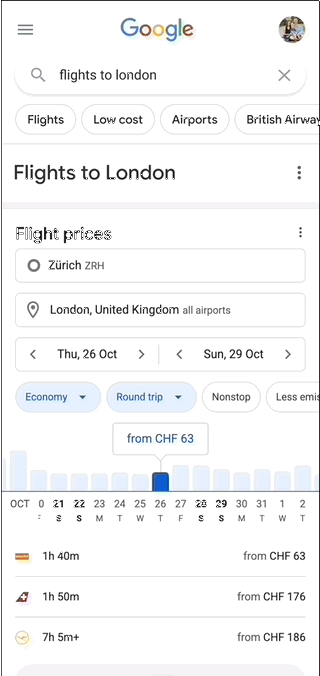 Google
flights to london
Flights Low cost Airports British Airway
Flights to London
Flight prices
Zürich ZRH
London, United Kingdom all airports
Thu, 26 Oct Sun, 29 Oct
Economy Round trip Nonstop Less emis
from CHF 63
OCT 0 21 22 23 24 25 26 27 28 29 30 31 1 2
F S S M T W T F S S M T W T
1h 40m from CHF 63
1h 50m from CHF 176
7h 5m+ from CHF 186